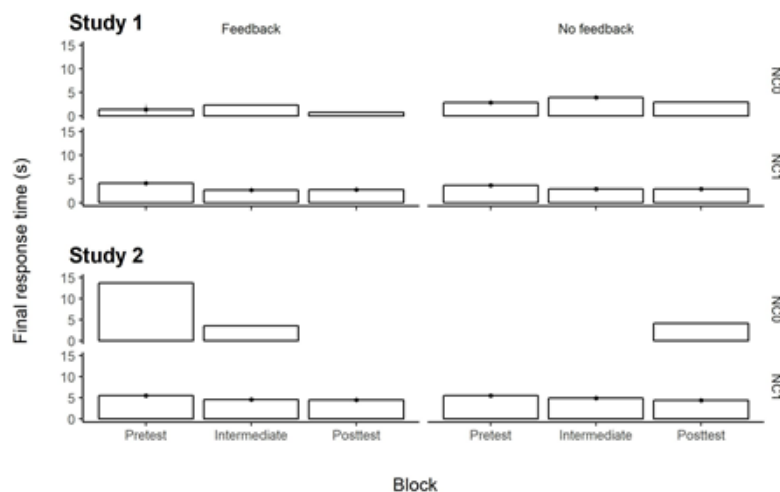 Study 1
Feedback
No feedback
15
10
5
0
NC0
15
10
5
0
NC1
Final response time (s)
Study 2
15
10
5
0
NC0
15
10
5
0
NC1
Pretest Intermediate Posttest Pretest Intermediate Posttest
Block